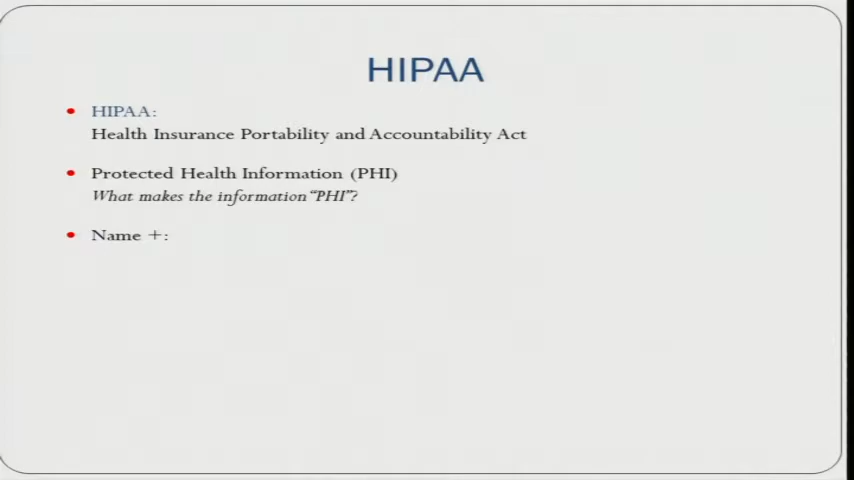 HIPAA
HIPAA:
Health Insurance Portability and Accountability Act
Protected Health Information (PHI)
What makes the information “PHI”?
Name +: